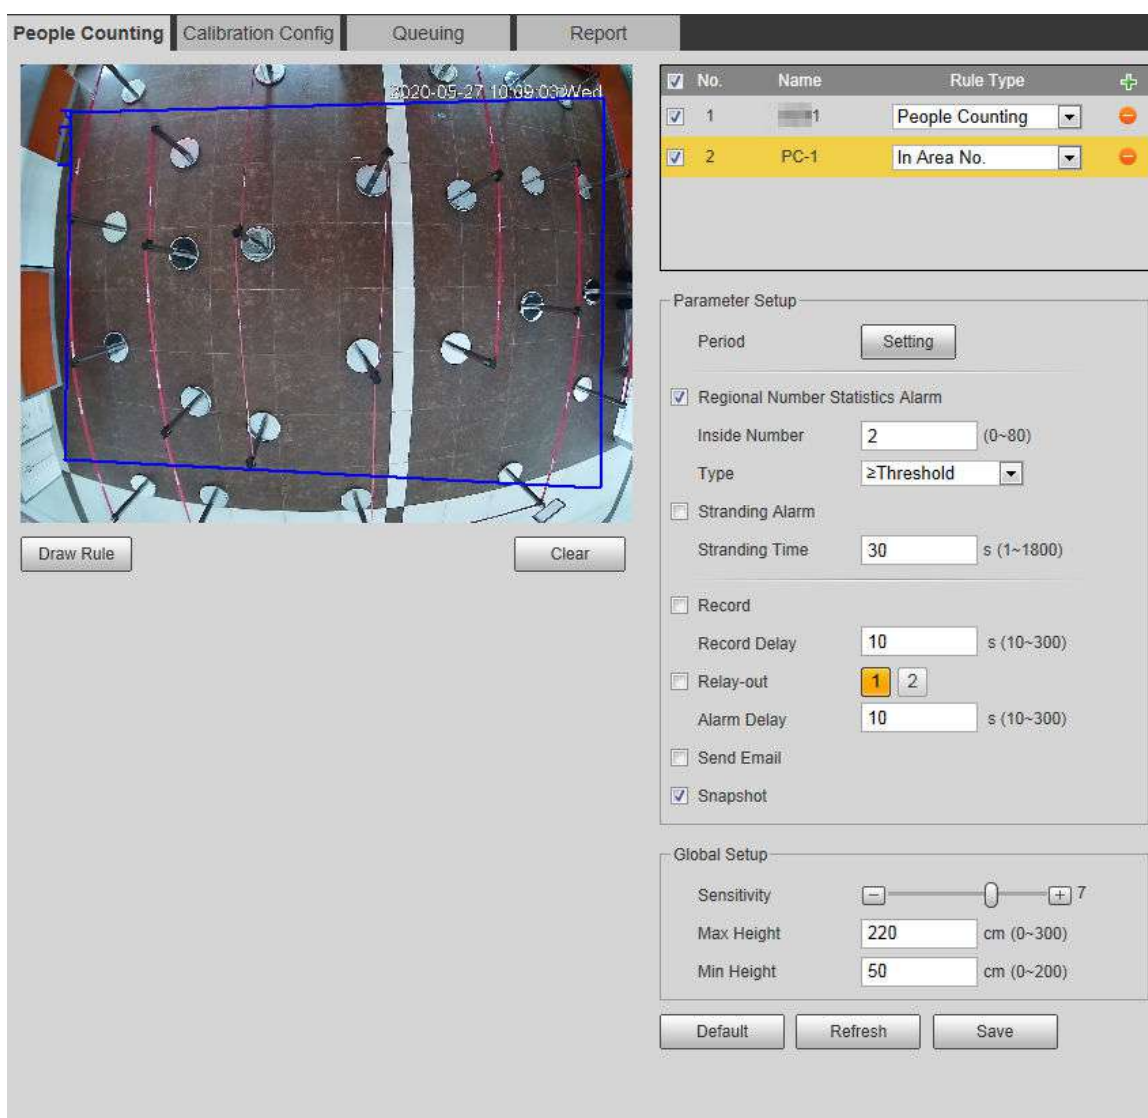 People Counting Calibration Config Queuing Report
2020-05-27 10:09:03 Wed
No. Name Rule Type
1 1 People Counting
2 PC-1 In Area No.
Parameter Setup
Period Setting
Regional Number Statistics Alarm
Inside Number 2 (0~80)
Type ≥Threshold
Stranding Alarm
Draw Rule Clear
Stranding Time 30 s (1~1800)
Record
Record Delay 10 s (10~300)
Relay-out 1 2
Alarm Delay 10 s (10~300)
Send Email
Snapshot
Global Setup
Sensitivity 7
Max Height 220 cm (0~300)
Min Height 50 cm (0~200)
Default Refresh Save